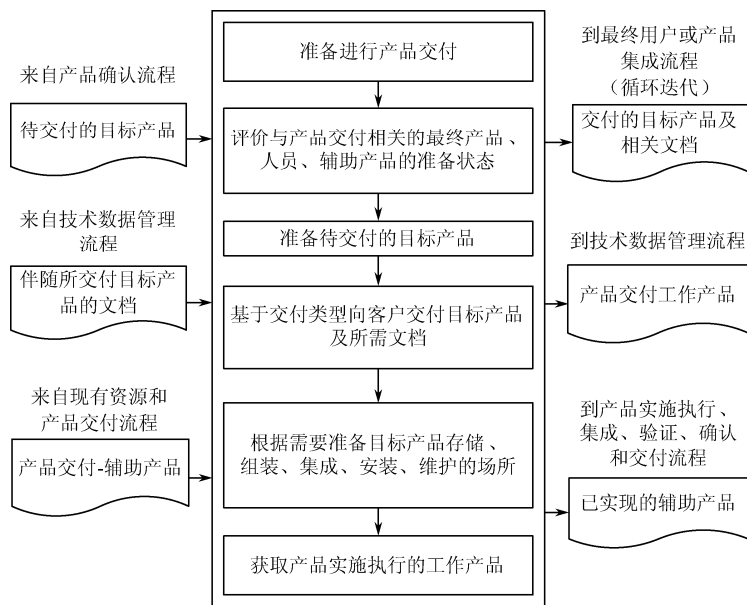 来自产品确认流程
待交付的目标产品
来自技术数据管理
流程
伴随所交付目标产
品的文档
来自现有资源和
产品交付流程
产品交付-辅助产品
准备进行产品交付
评价与产品交付相关的最终产品、
人员、辅助产品的准备状态
准备待交付的目标产品
基于交付类型向客户交付目标产品
及所需文档
根据需要准备目标产品存储、
组装、集成、安装、维护的场所
获取产品实施执行的工作产品
到最终用户或产品
集成流程
（循环迭代）
交付的目标产品及
相关文档
到技术数据管理流程
产品交付工作产品
到产品实施执行、
集成、验证、确认
和交付流程
已实现的辅助产品